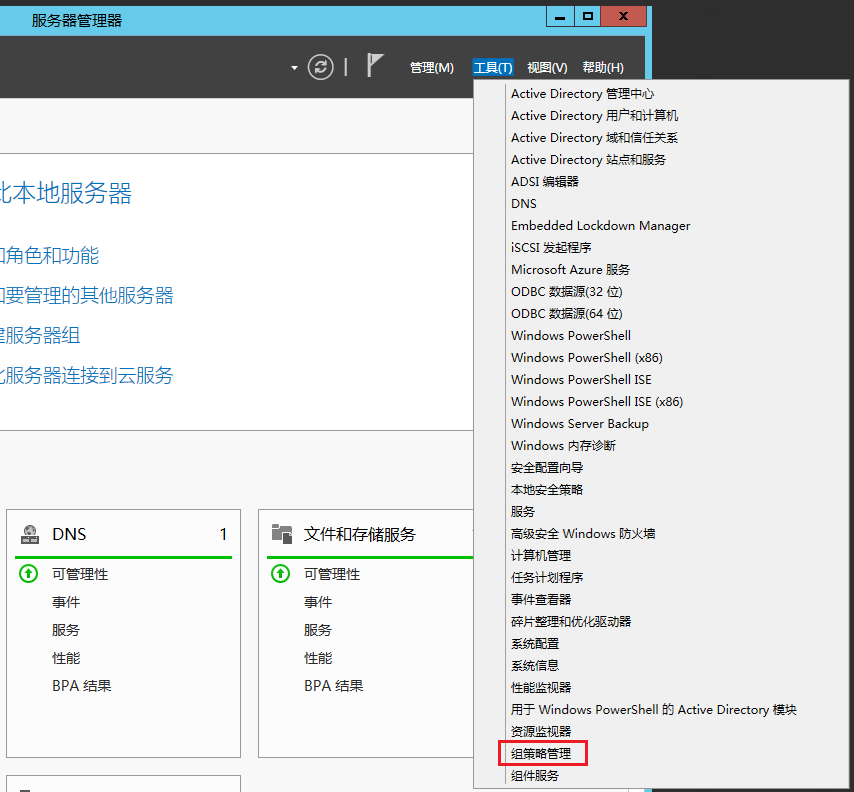 服务器管理器
管理(M) 工具(T) 视图(V) 帮助(H)
Active Directory 管理中心
Active Directory 用户和计算机
Active Directory 域和信任关系
Active Directory 站点和服务
ADSI 编辑器
DNS
Embedded Lockdown Manager
iSCSI 发起程序
Microsoft Azure 服务
ODBC 数据源(32 位)
ODBC 数据源(64 位)
Windows PowerShell
Windows PowerShell (x86)
Windows PowerShell ISE
Windows PowerShell ISE (x86)
Windows Server Backup
Windows 内存诊断
安全配置向导
本地安全策略
服务
高级安全 Windows 防火墙
计算机管理
任务计划程序
事件查看器
碎片整理和优化驱动器
系统配置
系统信息
性能监视器
用于 Windows PowerShell 的 Active Directory 模块
资源监视器
组策略管理
组件服务
此本地服务器
加角色和功能
加要管理的其他服务器
建服务器组
此服务器连接到云服务
DNS 1
可管理性
事件
服务
性能
BPA 结果
文件和存储服务
可管理性
事件
服务
性能
BPA 结果